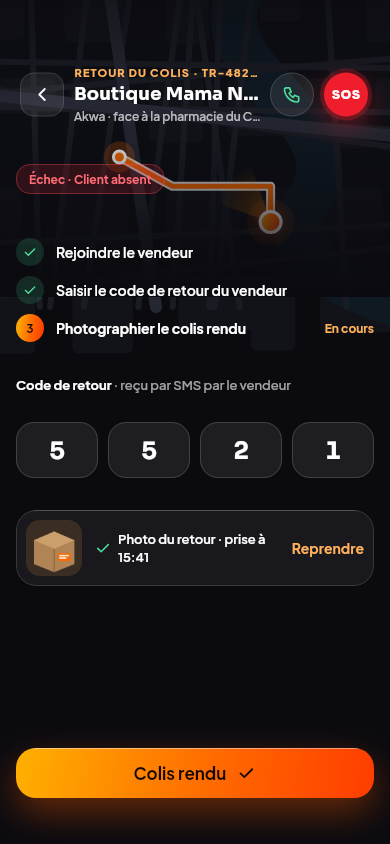 RETOUR DU COLIS · TR-482…
Boutique Mama N…
Akwa · face à la pharmacie du C…
SOS
Échec · Client absent
Rejoindre le vendeur
Saisir le code de retour du vendeur
3 Photographier le colis rendu En cours
Code de retour · reçu par SMS par le vendeur
5 5 2 1
Photo du retour · prise à
15:41
Reprendre
Colis rendu